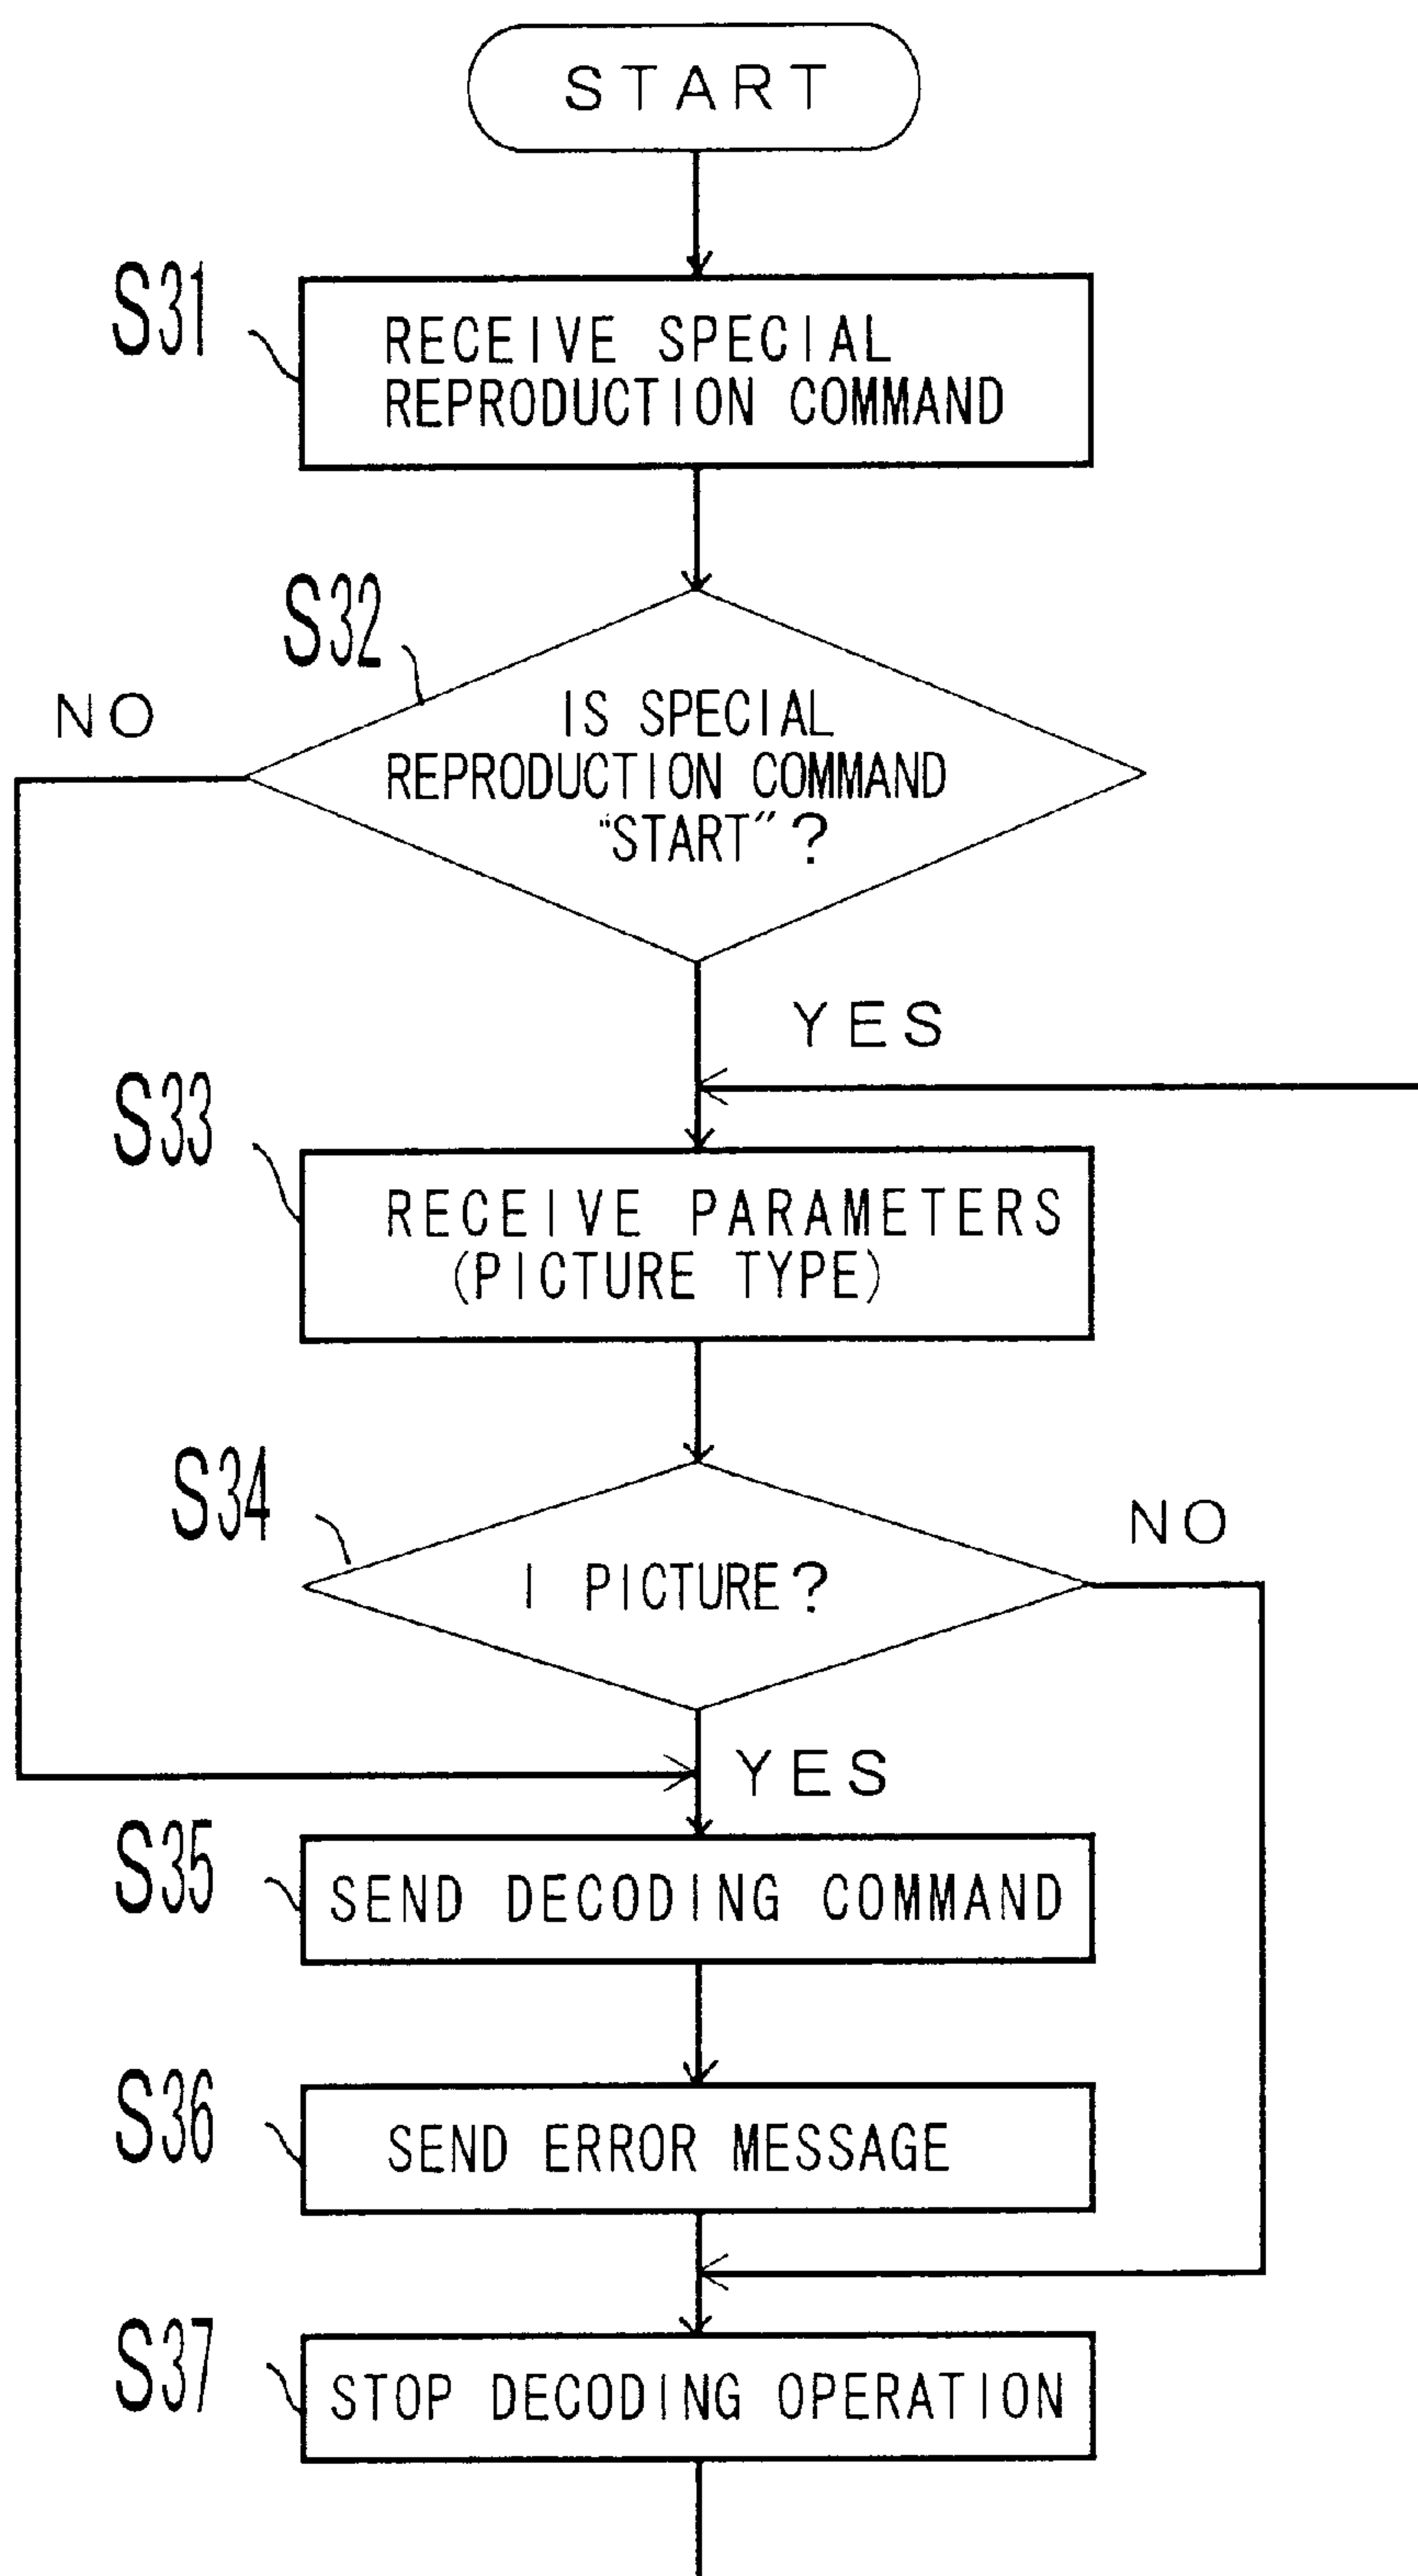 START
S31
RECEIVE SPECIAL
REPRODUCTION COMMAND
S32
NO
IS SPECIAL
REPRODUCTION COMMAND
"START"?
YES
S33
RECEIVE PARAMETERS
(PICTURE TYPE)
S34
NO
I PICTURE?
YES
S35
SEND DECODING COMMAND
S36
SEND ERROR MESSAGE
S37
STOP DECODING OPERATION